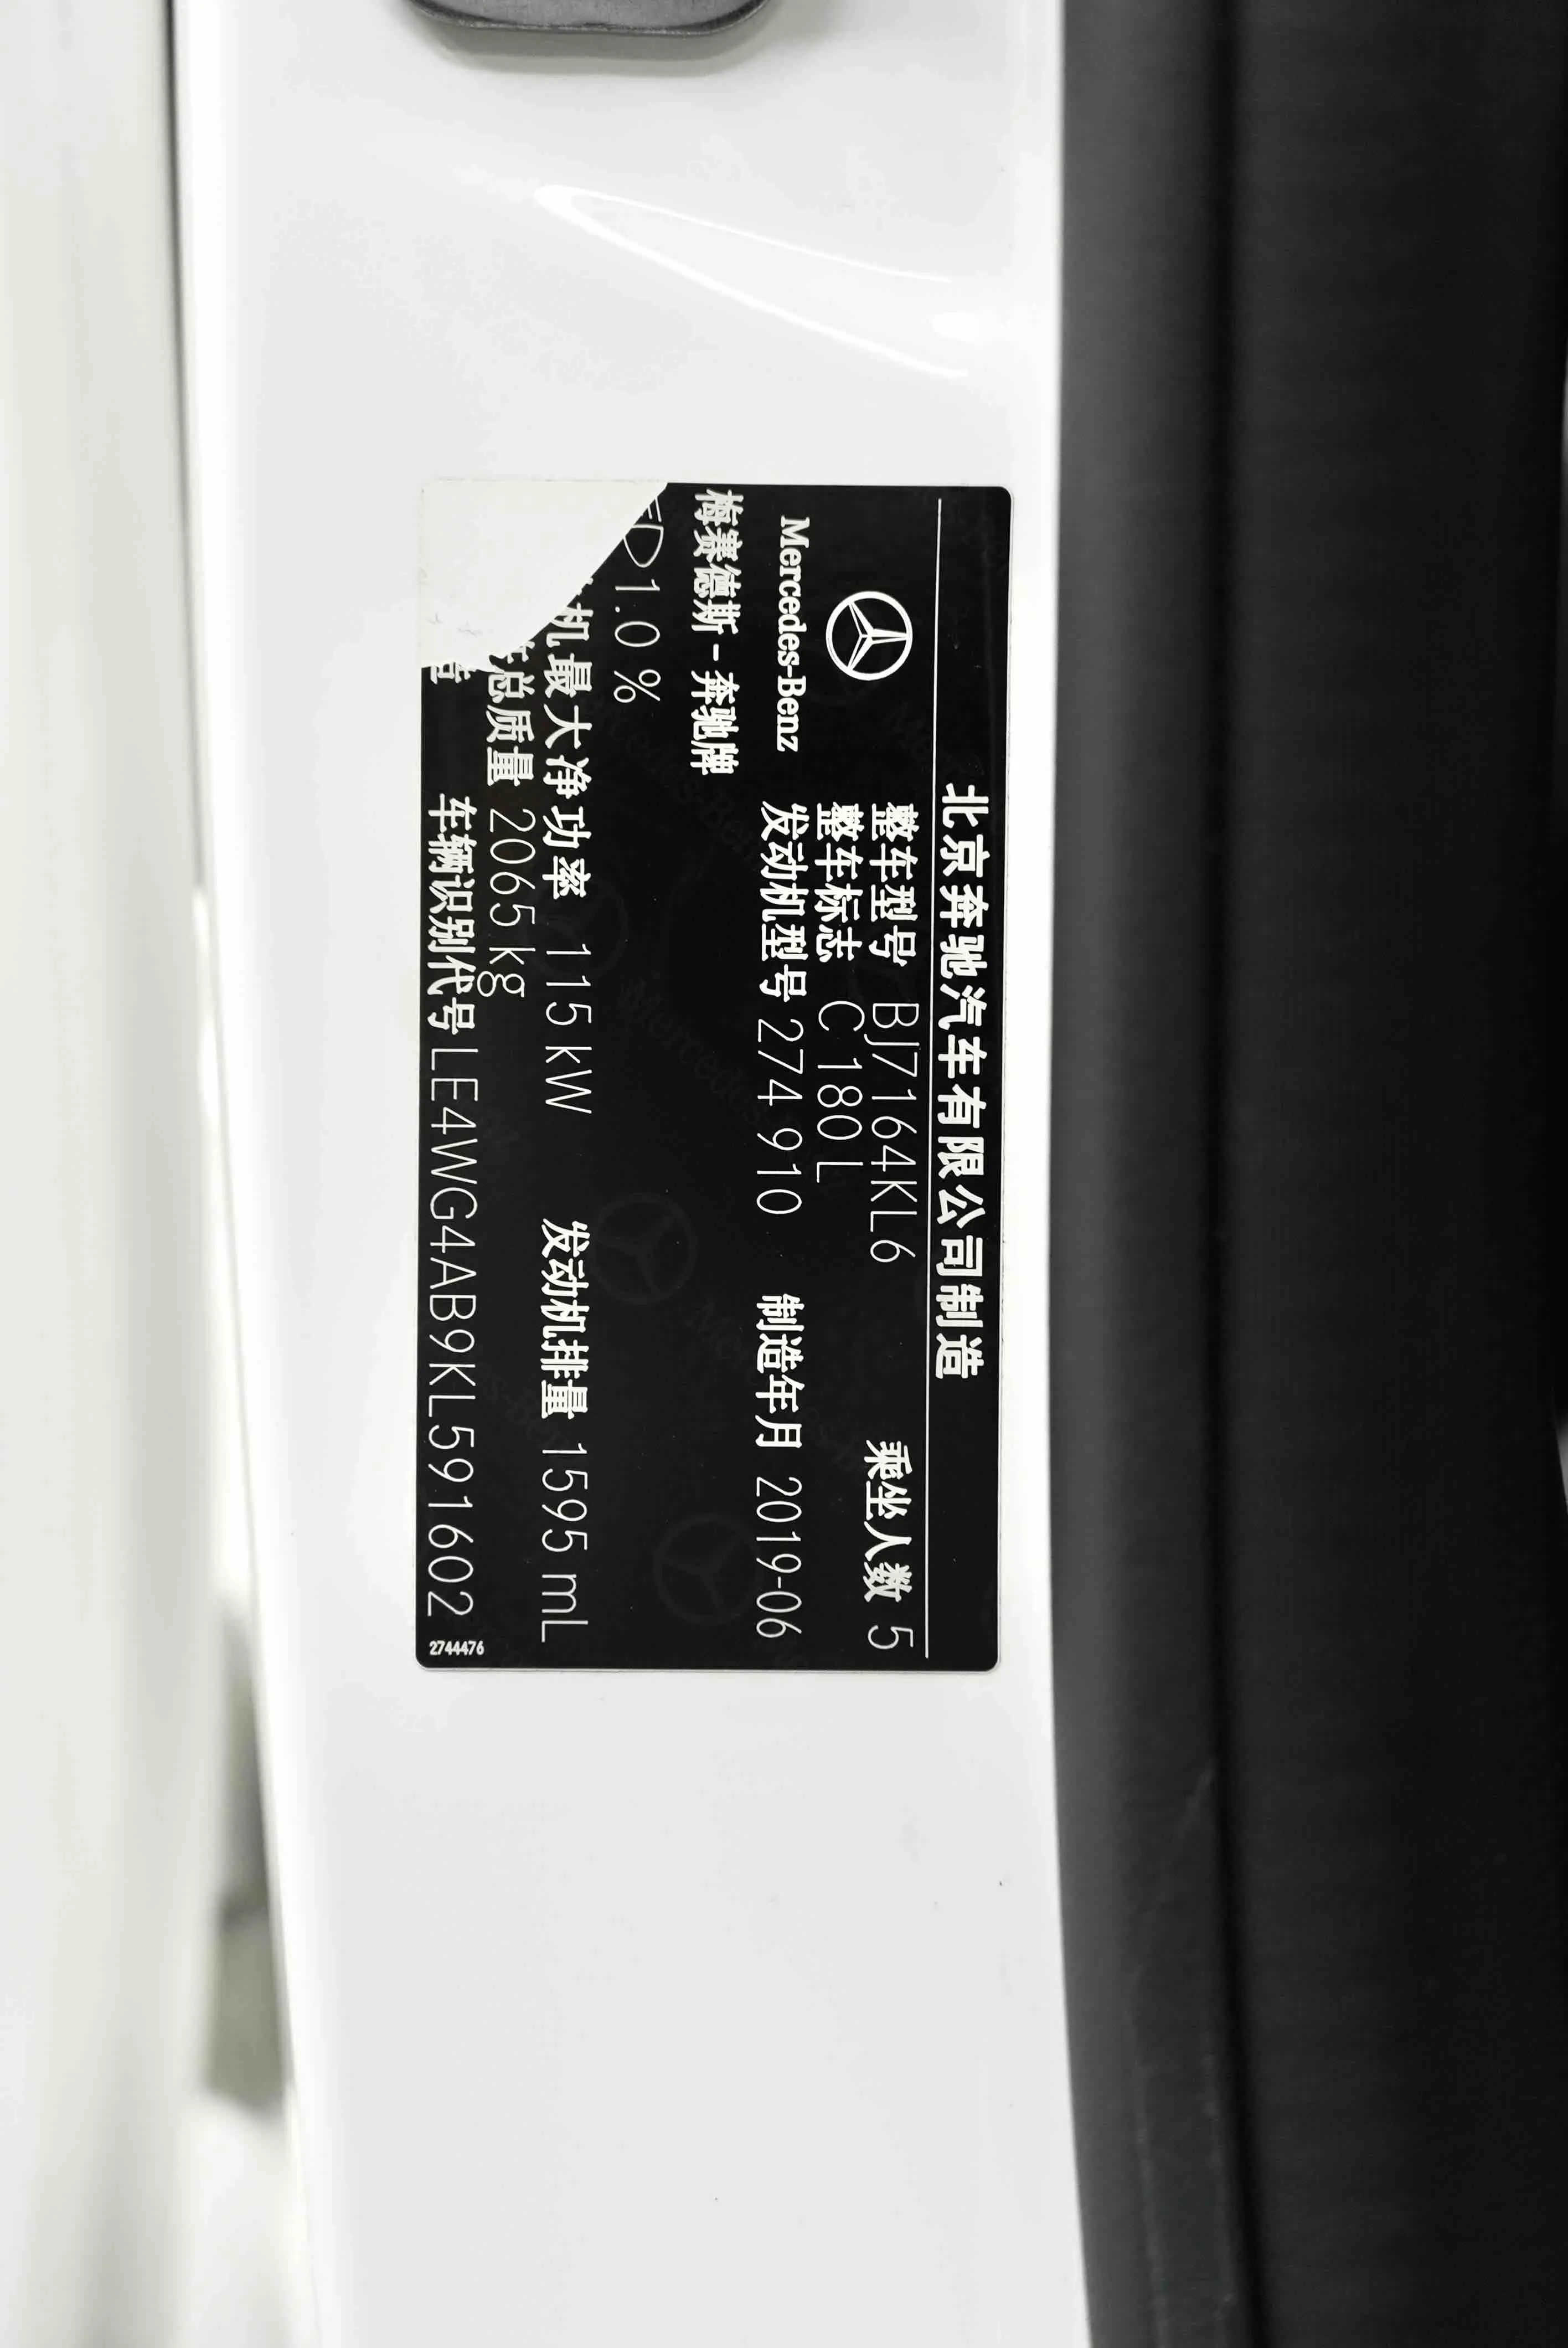 北京奔驰汽车有限公司制造
Mercedes-Benz
整车型号 BJ7164KL6 乘坐人数 5
整车标志 C 180 L
发动机型号 274 910 制造年月 2019-06
梅赛德斯-奔驰牌
1.0 %
机最大净功率 115 kW 发动机排量 1595 mL
总质量 2065 kg
车辆识别代号 LE4WG4AB9KL591602
2744476